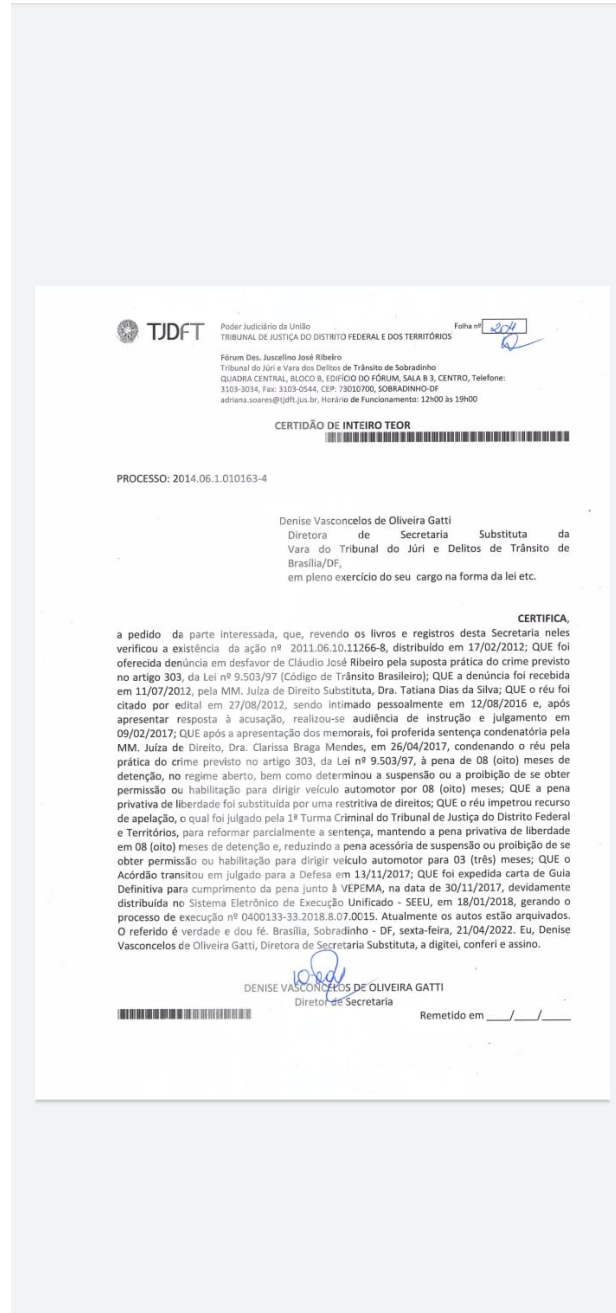 TJDFT
Poder Judiciário da União
TRIBUNAL DE JUSTIÇA DO DISTRITO FEDERAL E DOS TERRITÓRIOS
Folha nº 204
Fórum Des. Juscelino José Ribeiro
Tribunal do Júri e Vara dos Delitos de Trânsito de Sobradinho
QUADRA CENTRAL, BLOCO B, EDIFÍCIO DO FÓRUM, SALA B 3, CENTRO, Telefone:
3103-3034, Fax: 3103-0544, CEP: 73010700, SOBRADINHO-DF
adriana.soares@tjdft.jus.br, Horário de Funcionamento: 12h00 às 19h00
CERTIDÃO DE INTEIRO TEOR
PROCESSO: 2014.06.1.010163-4
Denise Vasconcelos de Oliveira Gatti
Diretora de Secretaria Substituta da
Vara do Tribunal do Júri e Delitos de Trânsito de
Brasília/DF,
em pleno exercício do seu cargo na forma da lei etc.
CERTIFICA,
a pedido da parte interessada, que, revendo os livros e registros desta Secretaria neles
verificou a existência da ação nº 2011.06.10.11266-8, distribuído em 17/02/2012; QUE foi
oferecida denúncia em desfavor de Cláudio José Ribeiro pela suposta prática do crime previsto
no artigo 303, da Lei nº 9.503/97 (Código de Trânsito Brasileiro); QUE a denúncia foi recebida
em 11/07/2012, pela MM. Juíza de Direito Substituta, Dra. Tatiana Dias da Silva; QUE o réu foi
citado por edital em 27/08/2012, sendo intimado pessoalmente em 12/08/2016 e, após
apresentar resposta à acusação, realizou-se audiência de instrução e julgamento em
09/02/2017; QUE após a apresentação dos memorais, foi proferida sentença condenatória pela
MM. Juíza de Direito, Dra. Clarissa Braga Mendes, em 26/04/2017, condenando o réu pela
prática do crime previsto no artigo 303, da Lei nº 9.503/97, à pena de 08 (oito) meses de
detenção, no regime aberto, bem como determinou a suspensão ou a proibição de se obter
permissão ou habilitação para dirigir veículo automotor por 08 (oito) meses; QUE a pena
privativa de liberdade foi substituída por uma restritiva de direitos; QUE o réu impetrou recurso
de apelação, o qual foi julgado pela 1ª Turma Criminal do Tribunal de Justiça do Distrito Federal
e Territórios, para reformar parcialmente a sentença, mantendo a pena privativa de liberdade
em 08 (oito) meses de detenção e, reduzindo a pena acessória de suspensão ou proibição de se
obter permissão ou habilitação para dirigir veículo automotor para 03 (três) meses; QUE o
Acórdão transitou em julgado para a Defesa em 13/11/2017; QUE foi expedida carta de Guia
Definitiva para cumprimento da pena junto à VEPEMA, na data de 30/11/2017, devidamente
distribuída no Sistema Eletrônico de Execução Unificado - SEEU, em 18/01/2018, gerando o
processo de execução nº 0400133-33.2018.8.07.0015. Atualmente os autos estão arquivados.
O referido é verdade e dou fé. Brasília, Sobradinho - DF, sexta-feira, 21/04/2022. Eu, Denise
Vasconcelos de Oliveira Gatti, Diretora de Secretaria Substituta, a digitei, conferi e assino.
DENISE VASCONCELOS DE OLIVEIRA GATTI
Diretor de Secretaria
Remetido em ____/____/____